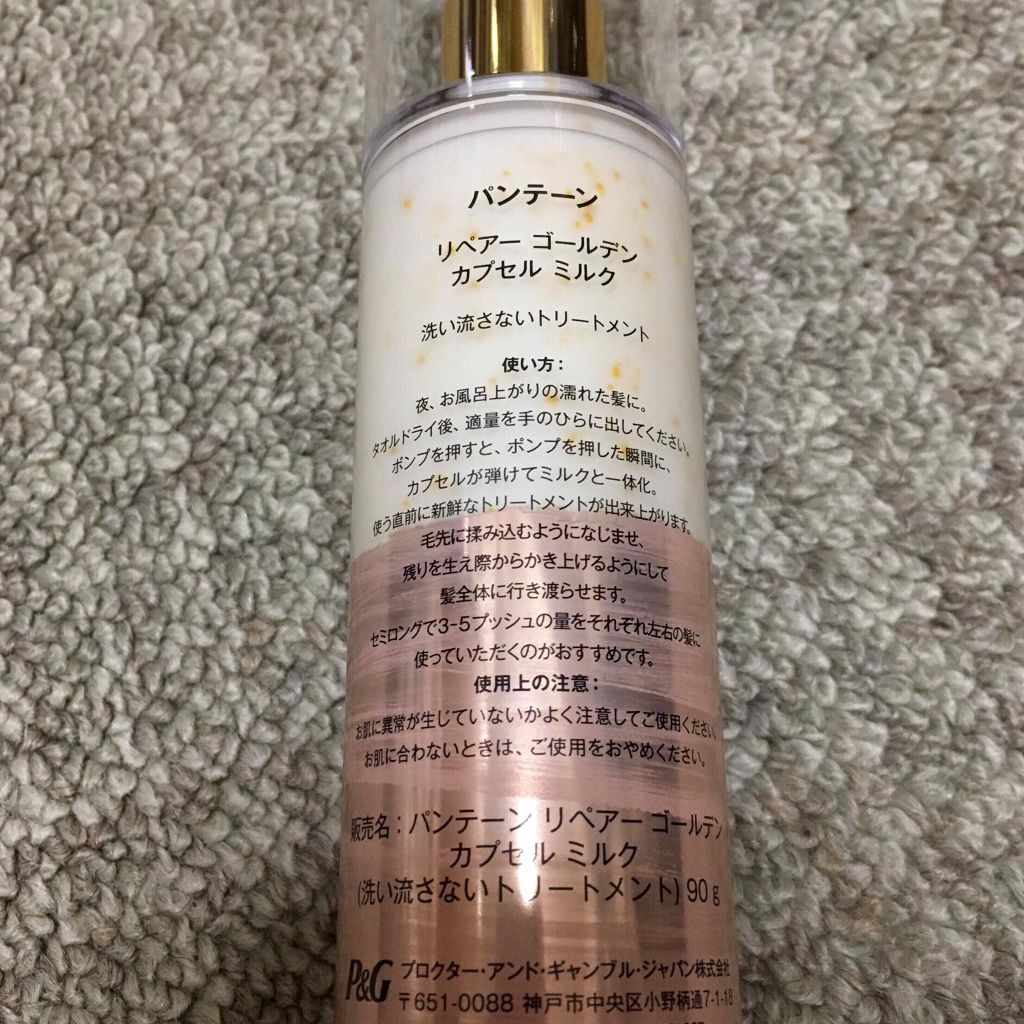 パンテーン
リペアー ゴールデン
カプセル ミルク
洗い流さないトリートメント
使い方：
夜、お風呂上がりの濡れた髪に。
タオルドライ後、適量を手のひらに出してください。
ポンプを押すと、ポンプを押した瞬間に、
カプセルが弾けてミルクと一体化。
使う直前に新鮮なトリートメントが出来上がります。
毛先に揉み込むようになじませ、
残りを生え際からかき上げるようにして
髪全体に行き渡らせます。
セミロングで3-5プッシュの量をそれぞれ左右の髪に
使っていただくのがおすすめです。
使用上の注意：
お肌に異常が生じていないかよく注意してご使用ください。
お肌に合わないときは、ご使用をおやめください。
販売名：パンテーン リペアー ゴールデン
カプセル ミルク
(洗い流さないトリートメント) 90 g
P&G プロクター・アンド・ギャンブル・ジャパン株式会社
〒651-0088 神戸市中央区小野柄通7-1-18